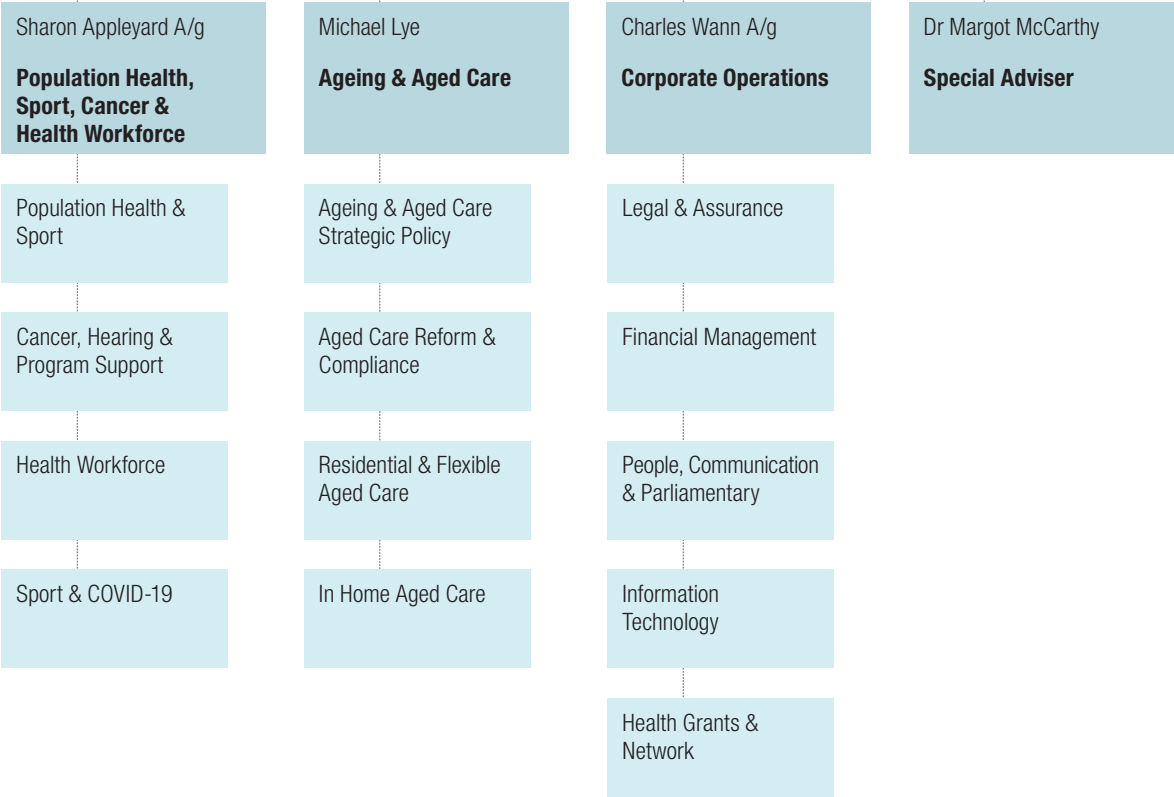 Sharon Appleyard A/g
Population Health,
Sport, Cancer &
Health Workforce
Population Health &
Sport
Cancer, Hearing &
Program Support
Health Workforce
Sport & COVID-19
Michael Lye
Ageing & Aged Care
Ageing & Aged Care
Strategic Policy
Aged Care Reform &
Compliance
Residential & Flexible
Aged Care
In Home Aged Care
Charles Wann A/g
Corporate Operations
Legal & Assurance
Financial Management
People, Communication
& Parliamentary
Information
Technology
Health Grants &
Network
Dr Margot McCarthy
Special Adviser